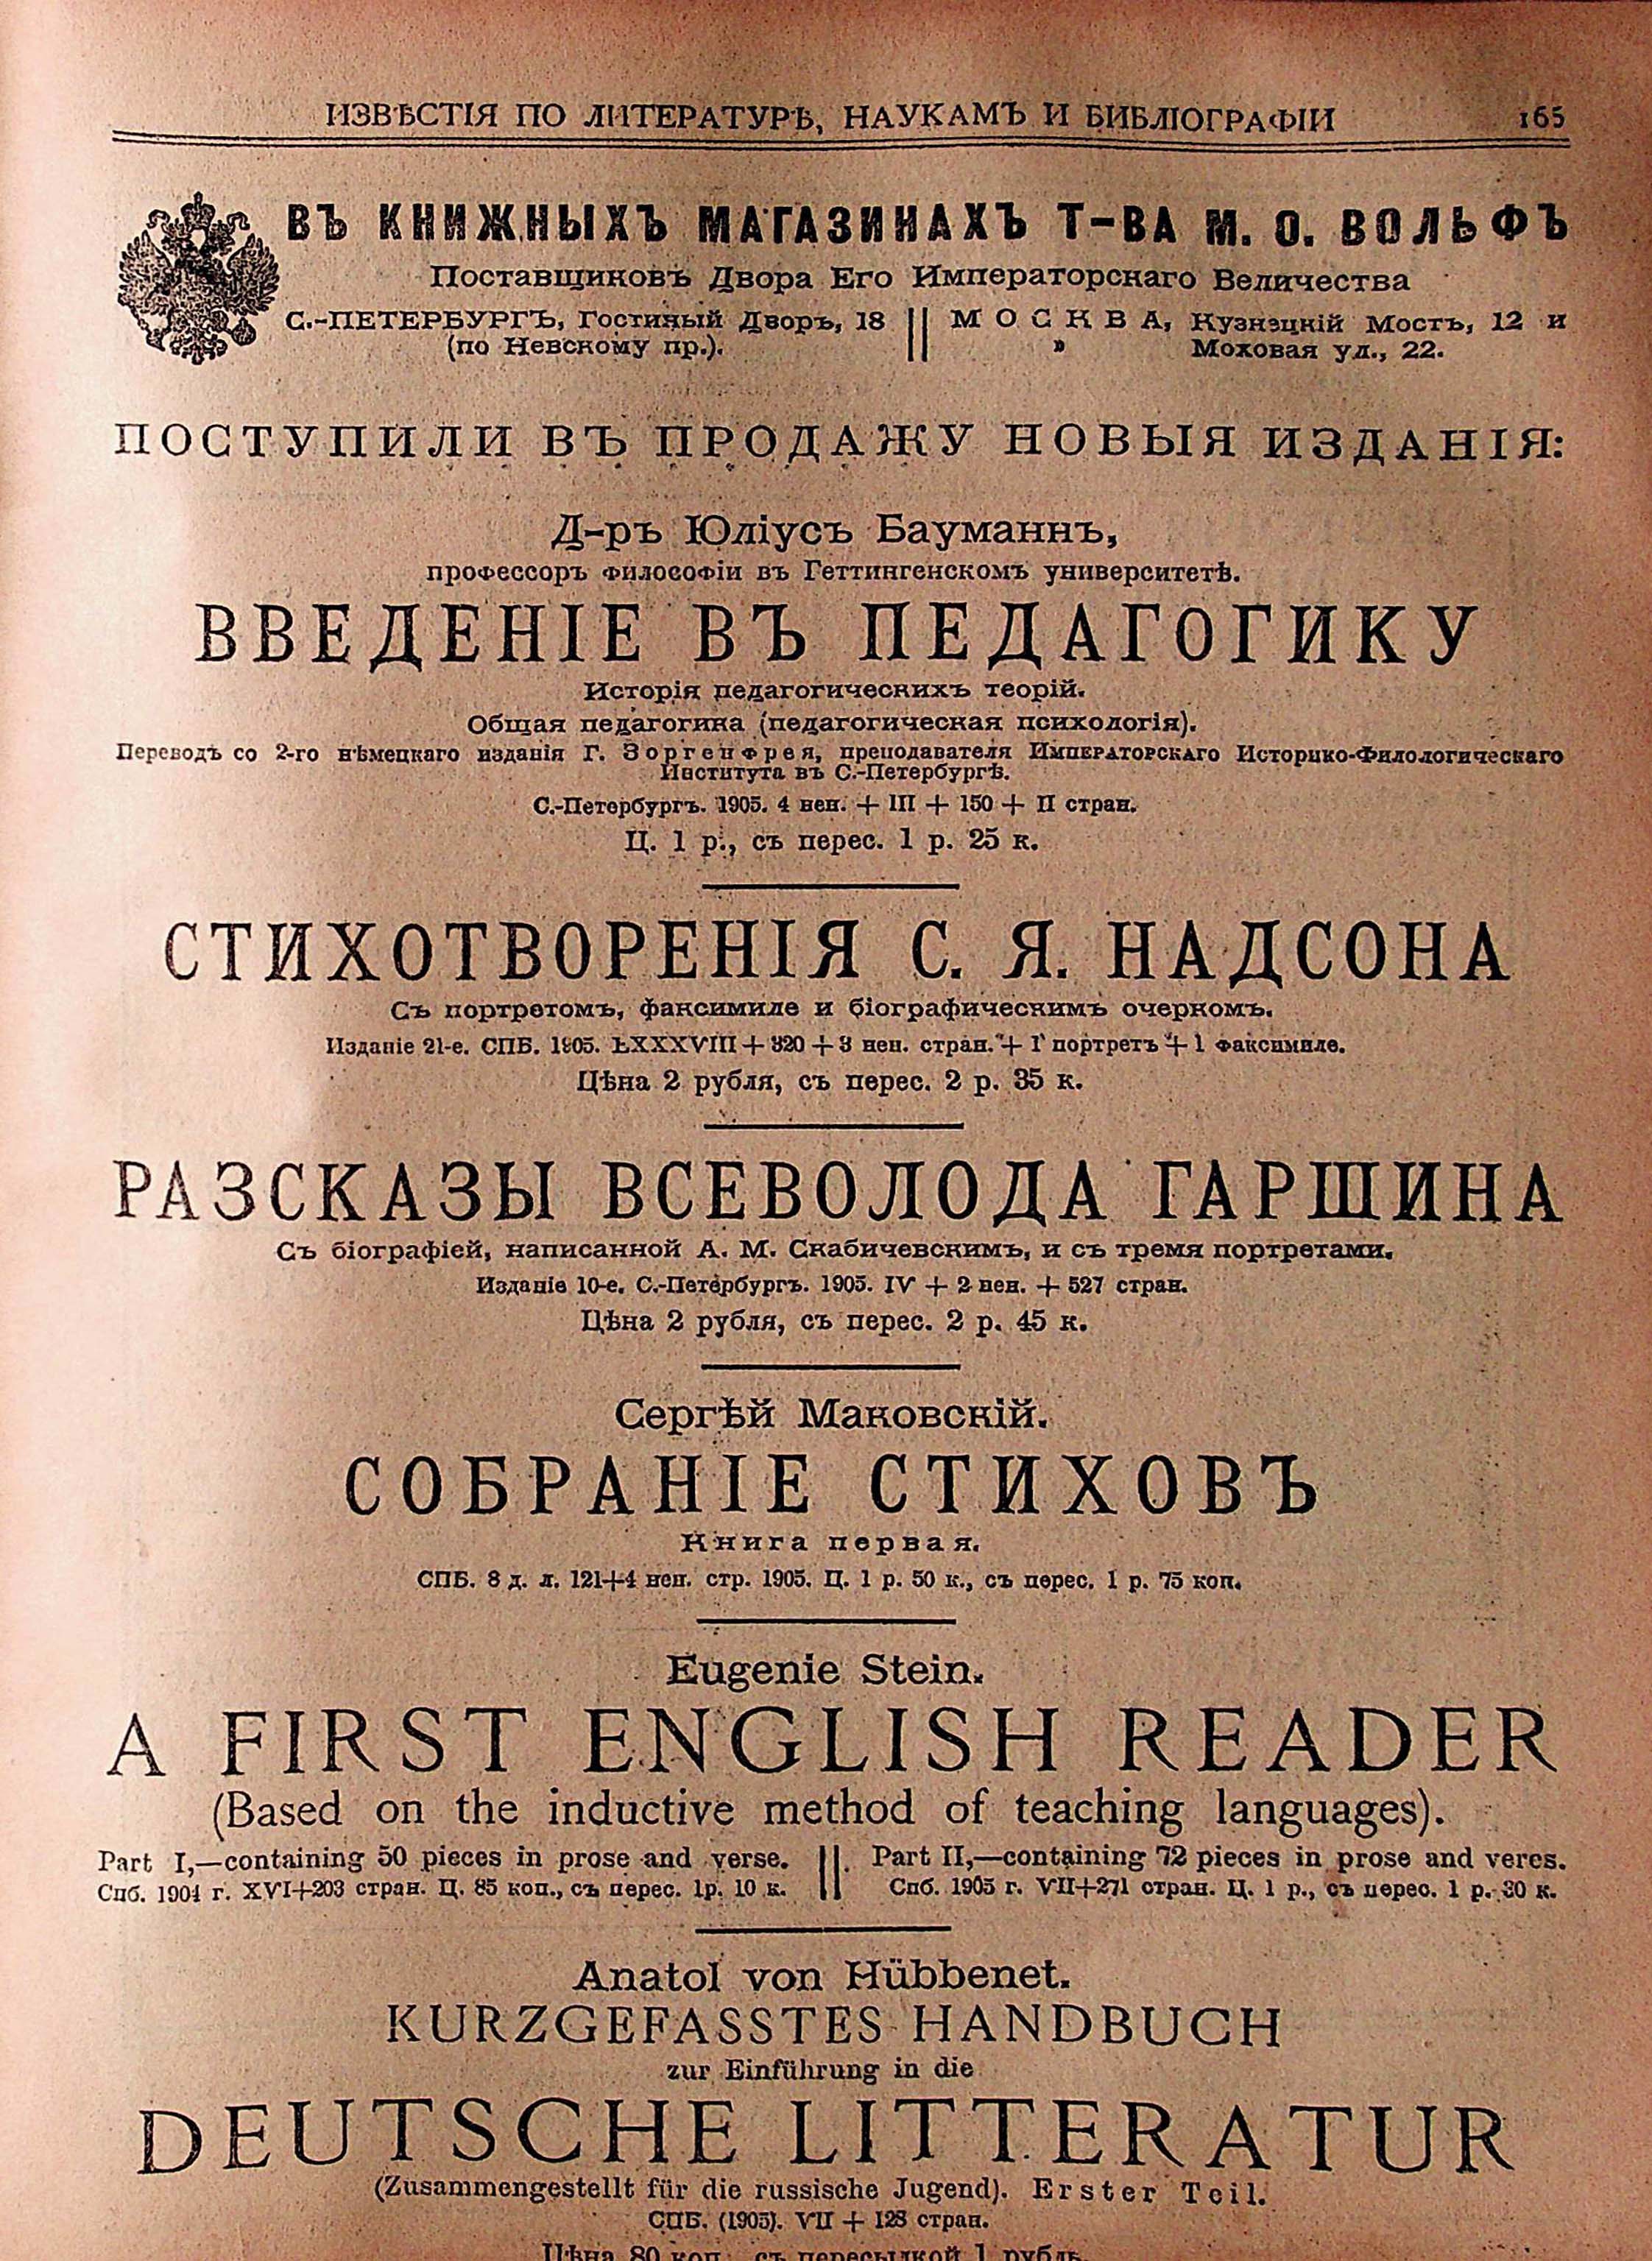 ИЗВѢСТІЯ ПО ЛИТЕРАТУРѢ, НАУКАМЪ И БИБЛІОГРАФІИ 165
ВЪ КНИЖНЫХЪ МАГАЗИНАХЪ Т-ВА М. О. ВОЛЬФЪ
Поставщиковъ Двора Его Императорскаго Величества
С.-ПЕТЕРБУРГЪ, Гостиный Дворъ, 18 || МОСКВА, Кузнецкій Мостъ, 12 и
(по Невскому пр.). || » Моховая ул., 22.
ПОСТУПИЛИ ВЪ ПРОДАЖУ НОВЫЯ ИЗДАНІЯ:
Д-ръ Юліусъ Бауманнъ,
профессоръ философіи въ Геттингенскомъ университетѣ.
ВВЕДЕНІЕ ВЪ ПЕДАГОГИКУ
Исторія педагогическихъ теорій.
Общая педагогика (педагогическая психологія).
Переводъ со 2-го нѣмецкаго изданія Г. Зоргенфрея, преподавателя Императорскаго Историко-Филологическаго
Института въ С.-Петербургѣ.
С.-Петербургъ. 1905. 4 нен. + III + 150 + II стран.
Ц. 1 р., съ перес. 1 р. 25 к.
СТИХОТВОРЕНІЯ С. Я. НАДСОНА
Съ портретомъ, факсимиле и біографическимъ очеркомъ.
Изданіе 21-е. СПБ. 1905. LXXXVIII + 320 + 3 нен. стран. + 1 портретъ + 1 факсимиле.
Цѣна 2 рубля, съ перес. 2 р. 35 к.
РАЗСКАЗЫ ВСЕВОЛОДА ГАРШИНА
Съ біографіей, написанной А. М. Скабичевскимъ, и съ тремя портретами.
Изданіе 10-е. С.-Петербургъ. 1905. IV + 2 нен. + 527 стран.
Цѣна 2 рубля, съ перес. 2 р. 45 к.
Сергѣй Маковскій.
СОБРАНІЕ СТИХОВЪ
Книга первая.
СПБ. 8 д. л. 121+4 нен. стр. 1905. Ц. 1 р. 50 к., съ перес. 1 р. 75 коп.
Eugenie Stein.
A FIRST ENGLISH READER
(Based on the inductive method of teaching languages).
Part I,—containing 50 pieces in prose and verse. || Part II,—containing 72 pieces in prose and veres.
Спб. 1904 г. XVI+203 стран. Ц. 85 коп., съ перес. 1р. 10 к. || Спб. 1905 г. VII+271 стран. Ц. 1 р., съ перес. 1 р. 30 к.
Anatol von Hübbenet.
KURZGEFASSTES HANDBUCH
zur Einführung in die
DEUTSCHE LITTERATUR
(Zusammengestellt für die russische Jugend). Erster Teil.
СПБ. (1905). VII + 128 стран.
Цѣна 80 коп., съ пересылкой 1 рубль.